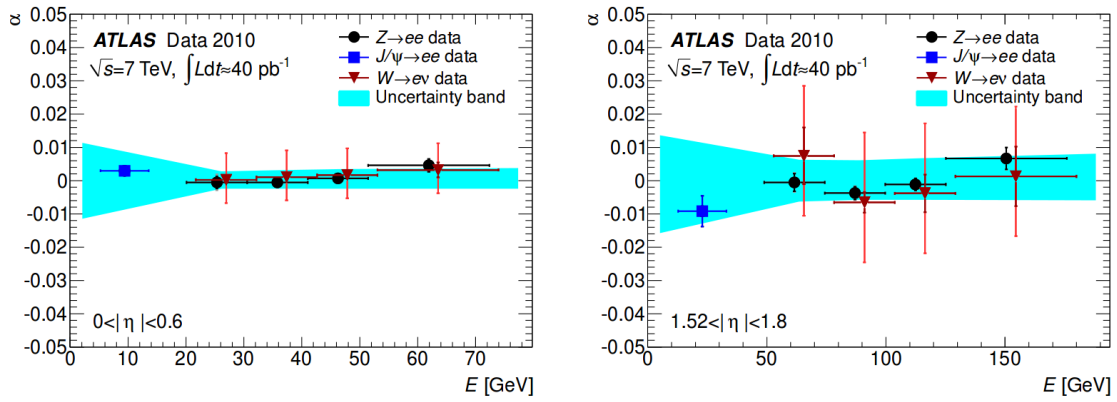 α
0.05
0.04
0.03
0.02
0.01
0
-0.01
-0.02
-0.03
-0.04
-0.05
ATLAS Data 2010
√s=7 TeV, ∫Ldt≈40 pb⁻¹
Z→ee data
J/ψ→ee data
W→eν data
Uncertainty band
0<| η |<0.6
0 10 20 30 40 50 60 70
E [GeV]
α
0.05
0.04
0.03
0.02
0.01
0
-0.01
-0.02
-0.03
-0.04
-0.05
ATLAS Data 2010
√s=7 TeV, ∫Ldt≈40 pb⁻¹
Z→ee data
J/ψ→ee data
W→eν data
Uncertainty band
1.52<| η |<1.8
0 50 100 150
E [GeV]